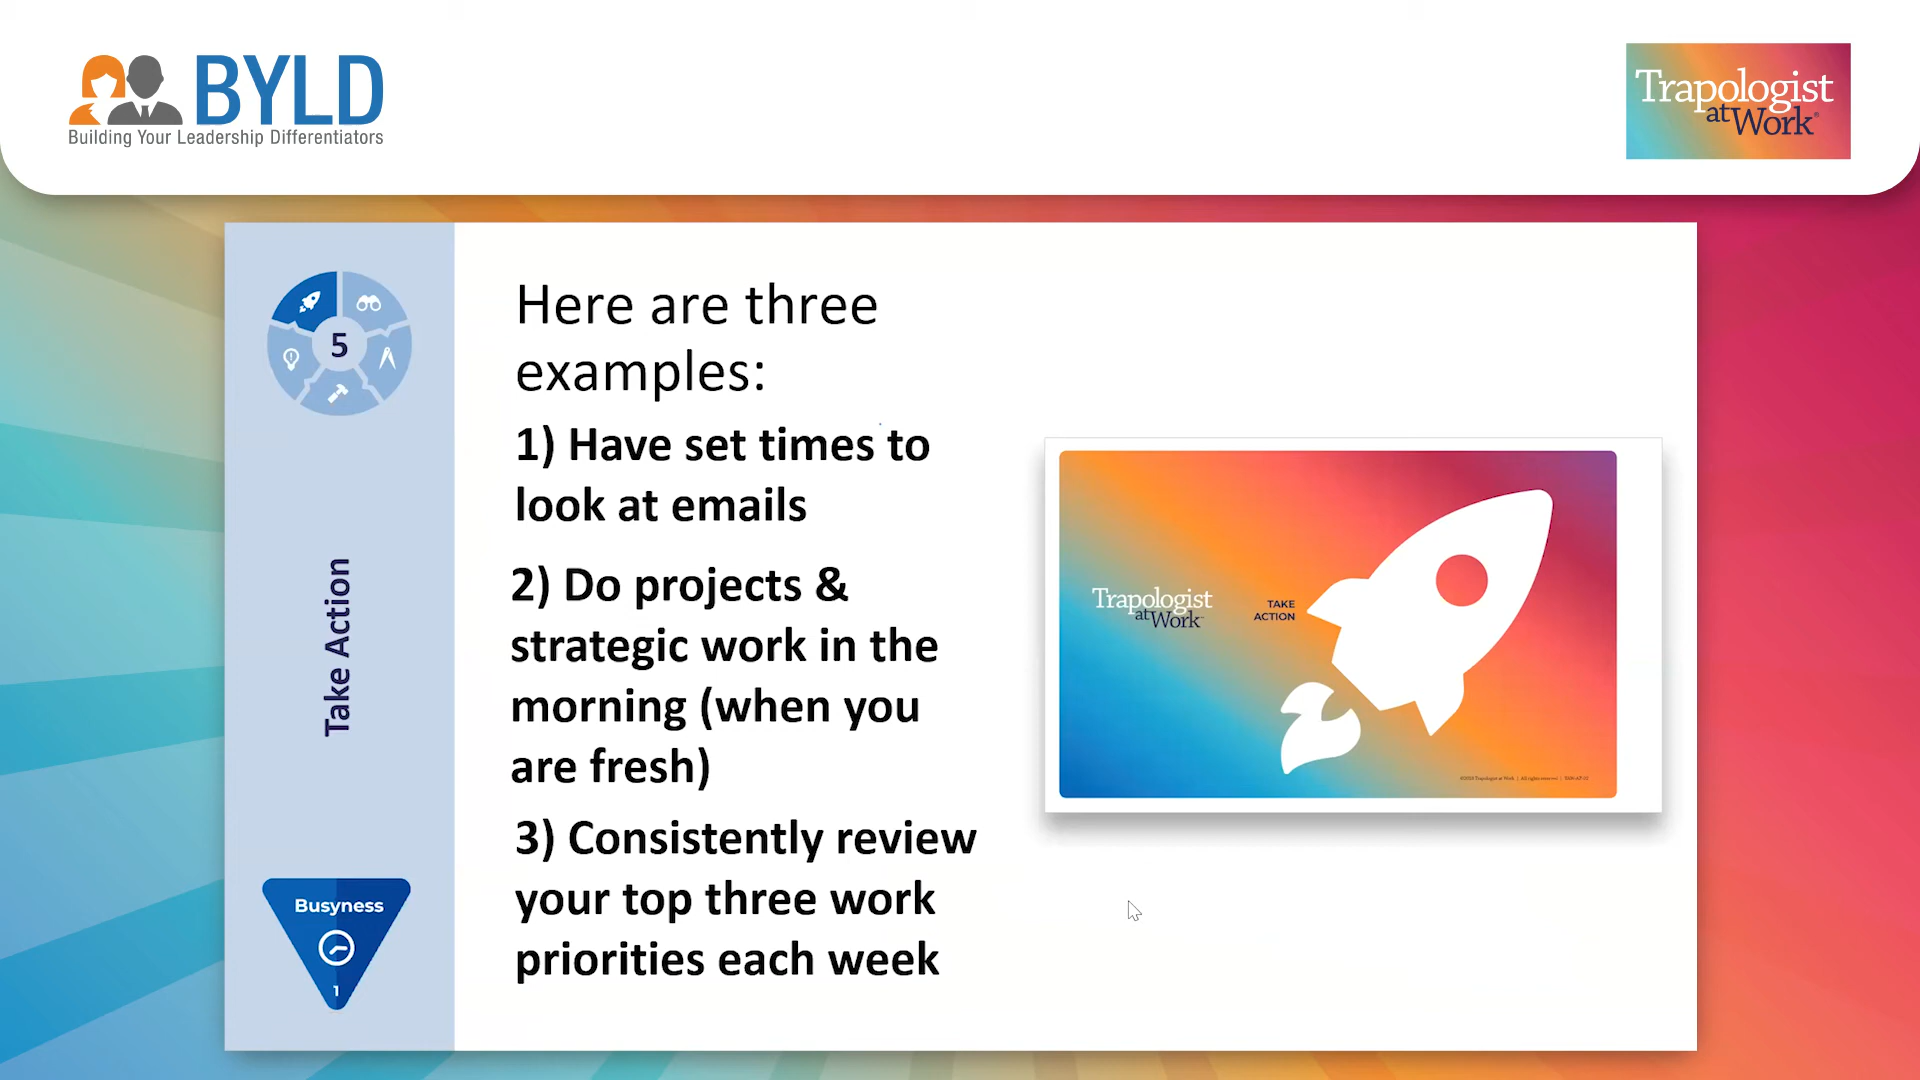 BYLD
Building Your Leadership Differentiators
Trapologist
at Work®
5
Take Action
Busyness
1
Here are three
examples:
1) Have set times to
look at emails
2) Do projects &
strategic work in the
morning (when you
are fresh)
3) Consistently review
your top three work
priorities each week
Trapologist
at Work™
TAKE
ACTION